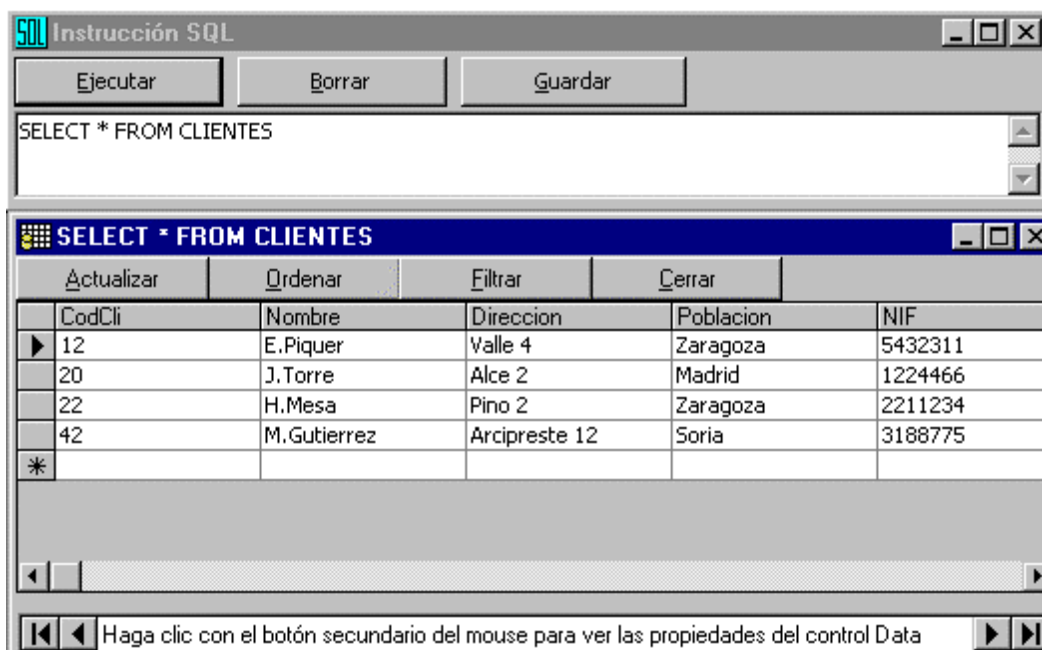 SQL Instrucción SQL
Ejecutar Borrar Guardar
SELECT * FROM CLIENTES
SELECT * FROM CLIENTES
Actualizar Ordenar Filtrar Cerrar
CodCli Nombre Direccion Poblacion NIF
12 E.Piquer Valle 4 Zaragoza 5432311
20 J.Torre Alce 2 Madrid 1224466
22 H.Mesa Pino 2 Zaragoza 2211234
42 M.Gutierrez Arcipreste 12 Soria 3188775
Haga clic con el botón secundario del mouse para ver las propiedades del control Data